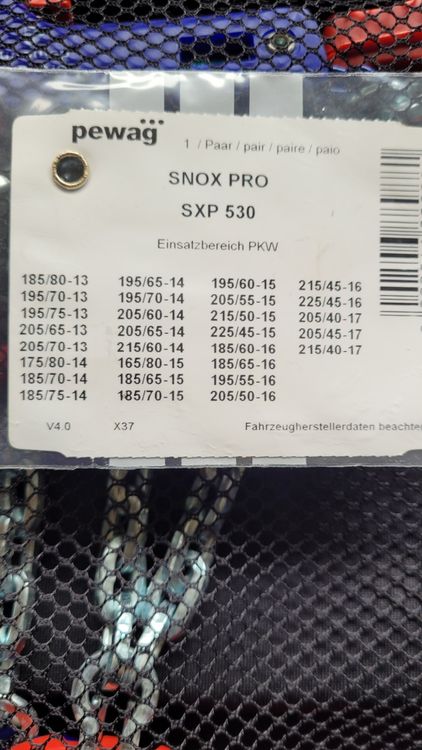 pewag
1 / Paar / pair / paire / paio
SNOX PRO
SXP 530
Einsatzbereich PKW
185/80-13 195/65-14 195/60-15 215/45-16
195/70-13 195/70-14 205/55-15 225/45-16
195/75-13 205/60-14 215/50-15 205/40-17
205/65-13 205/65-14 225/45-15 205/45-17
205/70-13 215/60-14 185/60-16 215/40-17
175/80-14 165/80-15 185/65-16
185/70-14 185/65-15 195/55-16
185/75-14 185/70-15 205/50-16
V4.0 X37 Fahrzeugherstellerdaten beachten